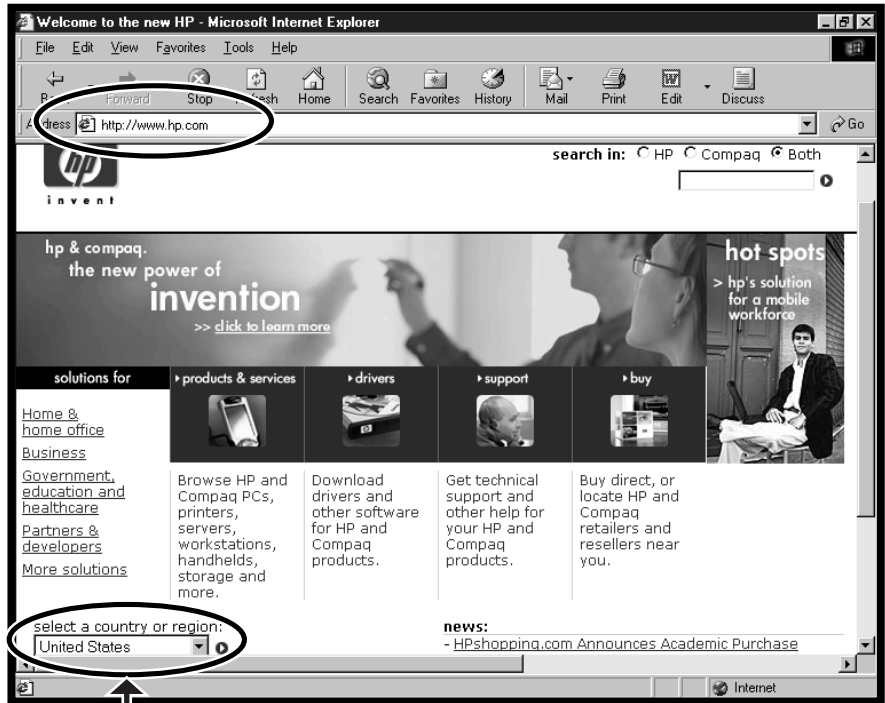 Welcome to the new HP - Microsoft Internet Explorer
File Edit View Favorites Tools Help
Forward Stop Refresh Home Search Favorites History Mail Print Edit Discuss
Address http://www.hp.com Go
hp
invent
search in: HP Compaq Both
hp & compaq.
the new power of
invention
>> click to learn more
hot spots
> hp's solution
for a mobile
workforce
solutions for
Home &
home office
Business
Government,
education and
healthcare
Partners &
developers
More solutions
products & services
Browse HP and
Compaq PCs,
printers,
servers,
workstations,
handhelds,
storage and
more.
drivers
Download
drivers and
other software
for HP and
Compaq
products.
support
Get technical
support and
other help for
your HP and
Compaq
products.
buy
Buy direct, or
locate HP and
Compaq
retailers and
resellers near
you.
select a country or region:
United States
news:
- HPshopping.com Announces Academic Purchase
Internet